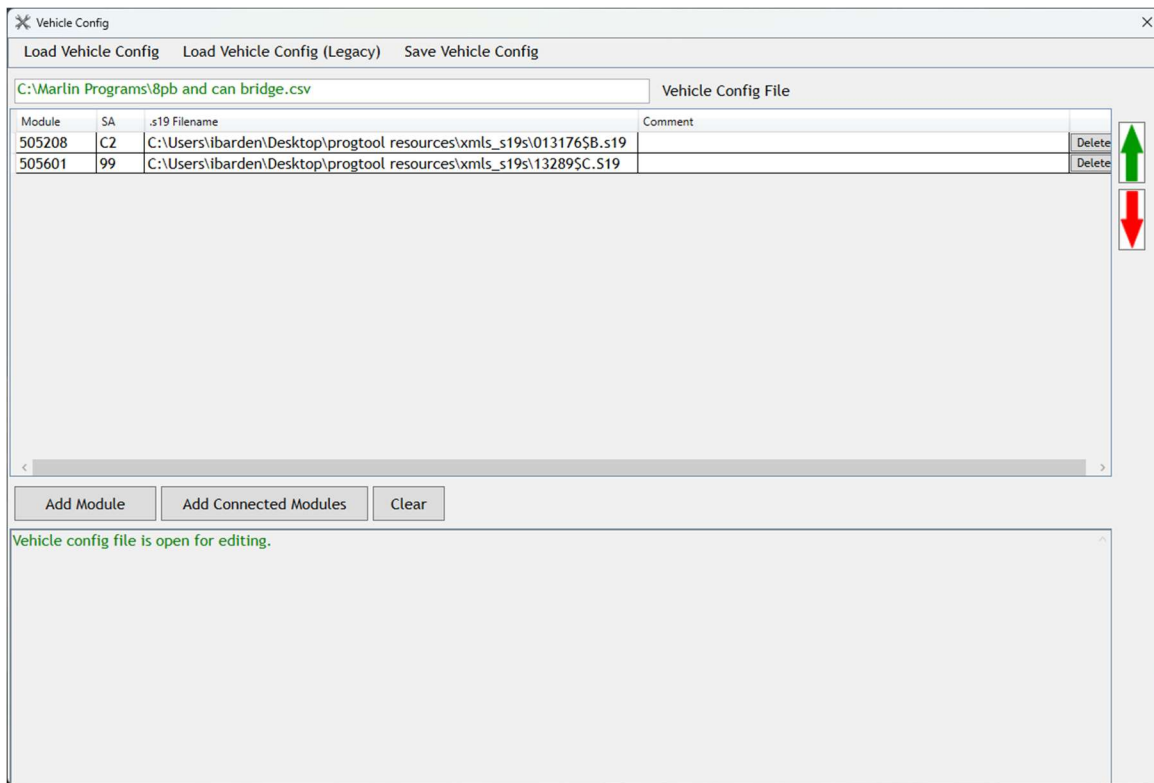 Vehicle Config
Load Vehicle Config Load Vehicle Config (Legacy) Save Vehicle Config
C:\Marlin Programs\8pb and can bridge.csv Vehicle Config File
Module SA .s19 Filename Comment
505208 C2 C:\Users\ibarden\Desktop\progtool resources\xmls_s19s\013176$B.s19 Delete
505601 99 C:\Users\ibarden\Desktop\progtool resources\xmls_s19s\13289$C.S19 Delete
Add Module Add Connected Modules Clear
Vehicle config file is open for editing.